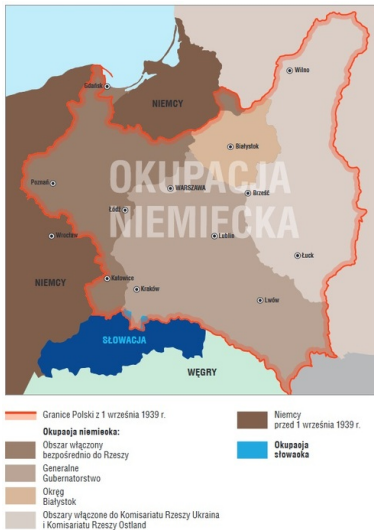 Gdańsk
Wilno
NIEMCY
Białystok
OKUPACJA
NIEMIECKA
Poznań
WARSZAWA
Brześć
Łódź
Wrocław
Lublin
Łuck
NIEMCY
Katowice
Kraków
Lwów
SŁOWACJA
WĘGRY
Granice Polski z 1 września 1939 r.
Okupacja niemiecka:
Obszar włączony
bezpośrednio do Rzeszy
Generalne
Gubernatorstwo
Okręg
Białystok
Obszary włączone do Komisariatu Rzeszy Ukraina
i Komisariatu Rzeszy Ostland
Niemcy
przed 1 września 1939 r.
Okupacja
słowacka